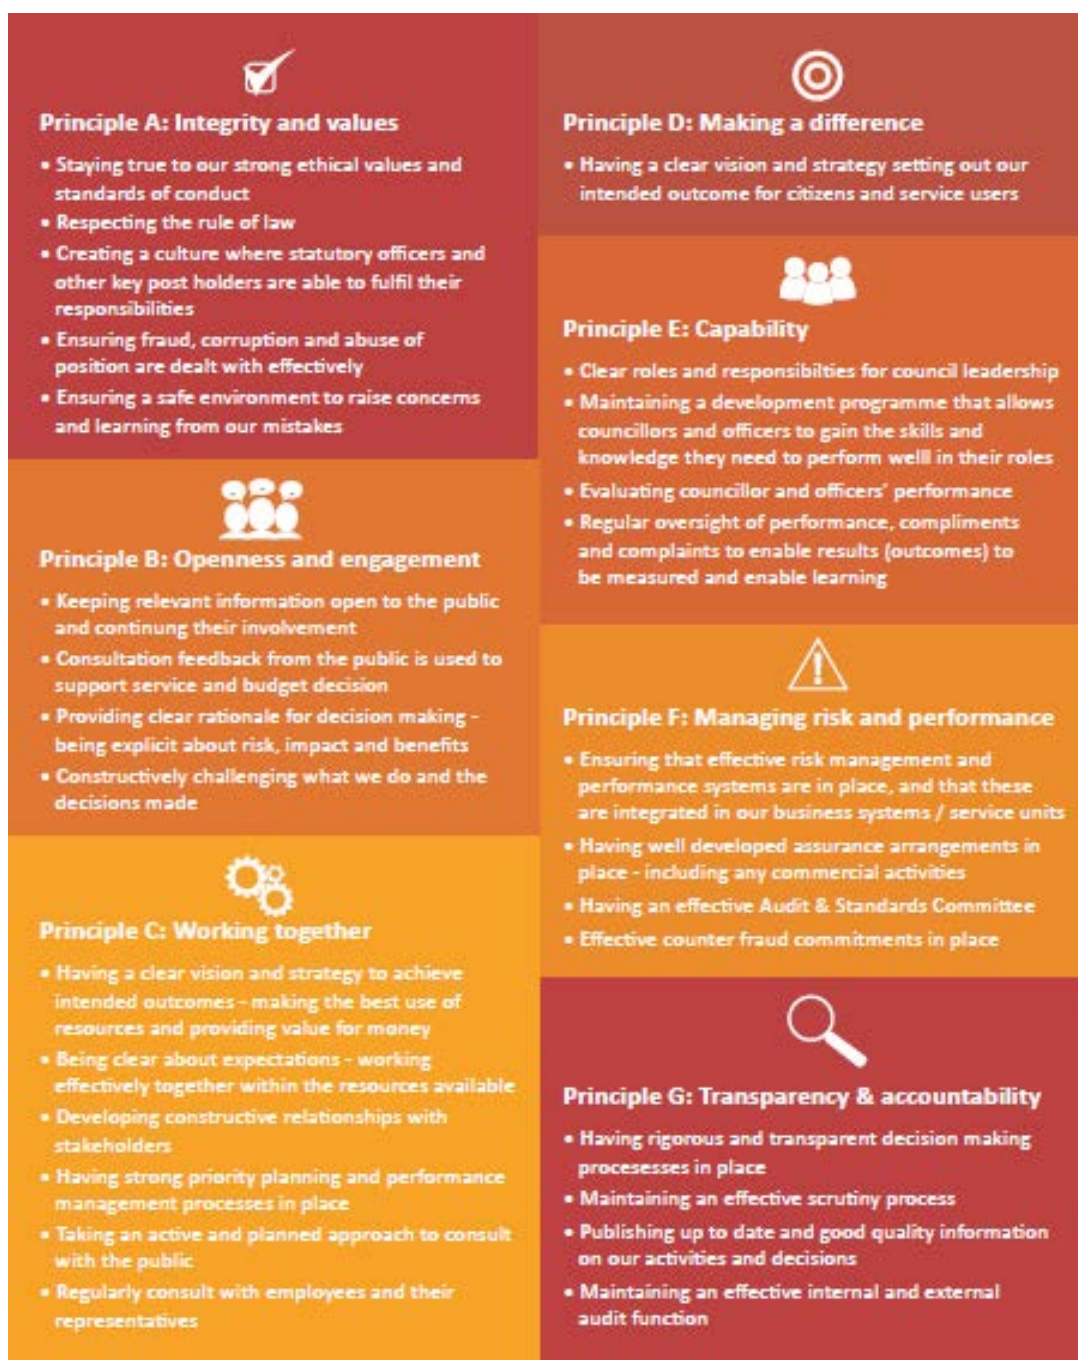 Principle A: Integrity and values
• Staying true to our strong ethical values and
standards of conduct
• Respecting the rule of law
• Creating a culture where statutory officers and
other key post holders are able to fulfil their
responsibilities
• Ensuring fraud, corruption and abuse of
position are dealt with effectively
• Ensuring a safe environment to raise concerns
and learning from our mistakes
Principle B: Openness and engagement
• Keeping relevant information open to the public
and continung their involvement
• Consultation feedback from the public is used to
support service and budget decision
• Providing clear rationale for decision making -
being explicit about risk, impact and benefits
• Constructively challenging what we do and the
decisions made
Principle C: Working together
• Having a clear vision and strategy to achieve
intended outcomes - making the best use of
resources and providing value for money
• Being clear about expectations - working
effectively together within the resources available
• Developing constructive relationships with
stakeholders
• Having strong priority planning and performance
management processes in place
• Taking an active and planned approach to consult
with the public
• Regularly consult with employees and their
representatives
Principle D: Making a difference
• Having a clear vision and strategy setting out our
intended outcome for citizens and service users
Principle E: Capability
• Clear roles and responsibilties for council leadership
• Maintaining a development programme that allows
councillors and officers to gain the skills and
knowledge they need to perform welll in their roles
• Evaluating councillor and officers' performance
• Regular oversight of performance, compliments
and complaints to enable results (outcomes) to
be measured and enable learning
Principle F: Managing risk and performance
• Ensuring that effective risk management and
performance systems are in place, and that these
are integrated in our business systems / service units
• Having well developed assurance arrangements in
place - including any commercial activities
• Having an effective Audit & Standards Committee
• Effective counter fraud commitments in place
Principle G: Transparency & accountability
• Having rigorous and transparent decision making
procesesses in place
• Maintaining an effective scrutiny process
• Publishing up to date and good quality information
on our activities and decisions
• Maintaining an effective internal and external
audit function